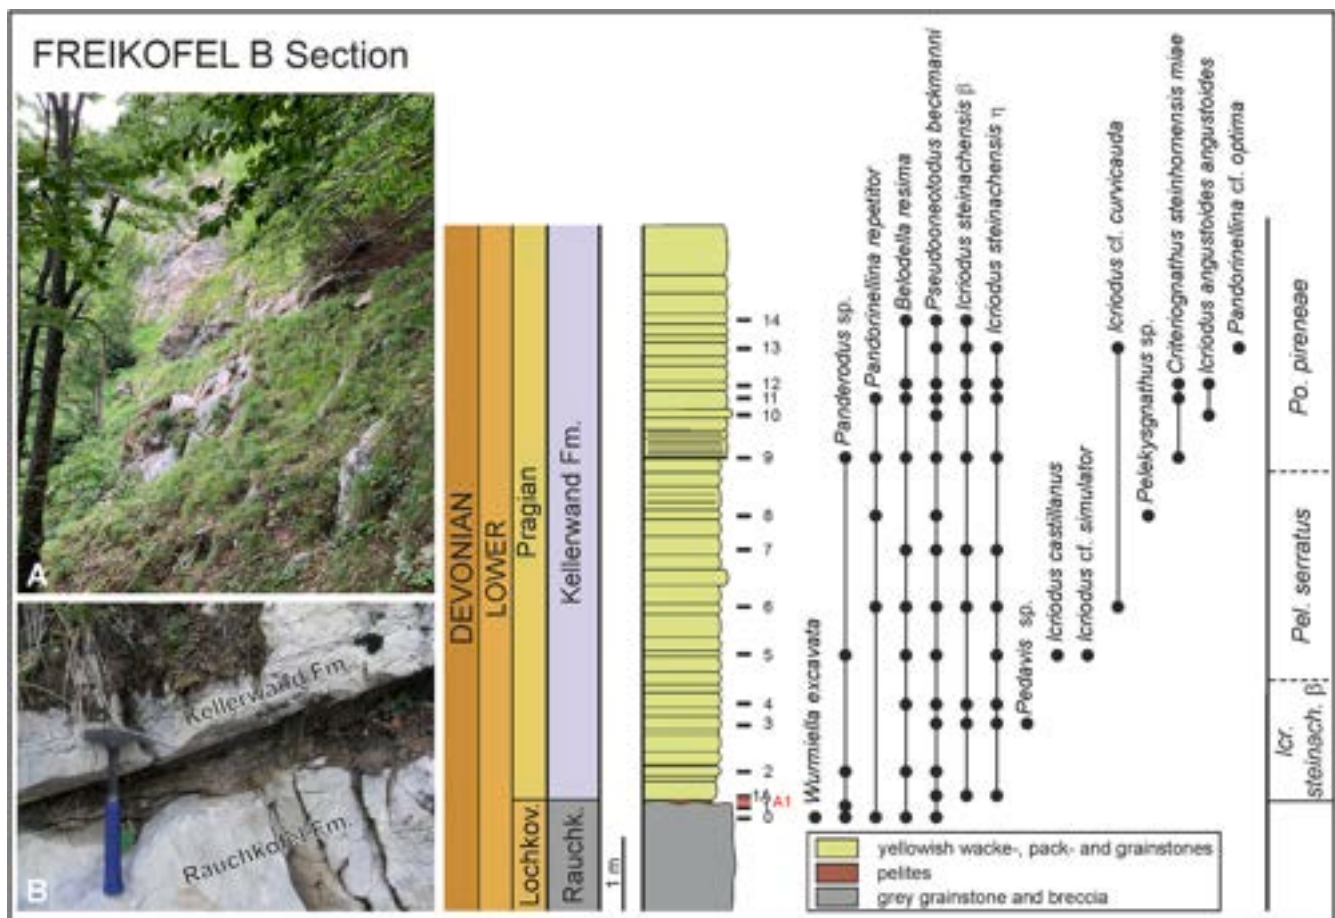 FREIKOFEL B Section
A
Kellerwand Fm.
Rauchkofel Fm.
B
DEVONIAN
LOWER
Pragian
Lochkov.
Kellerwand Fm.
Rauchk.
1 m
14
13
12
11
10
9
8
7
6
5
4
3
2
1
A1
0
Wurmiella excavata
Panderodus sp.
Pandorinellina repetitor
Belodella resima
Pseudooneotodus beckmanni
Icriodus steinachensis β
Icriodus steinachensis η
Pedavis sp.
Icriodus castillanus
Icriodus cf. simulator
Icriodus cf. curvicauda
Pelekysgnathus sp.
Criteriognathus steinhornensis miae
Icriodus angustoides angustoides
Pandorinellina cf. optima
Po. pireneae
Pel. serratus
Icr.
steinach. β
yellowish wacke-, pack- and grainstones
pelites
grey grainstone and breccia